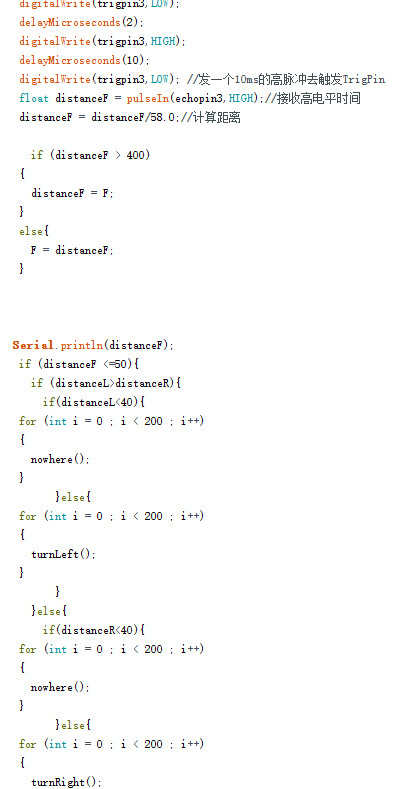 digitalWrite(trigpin3,LOW);
delayMicroseconds(2);
digitalWrite(trigpin3,HIGH);
delayMicroseconds(10);
digitalWrite(trigpin3,LOW); //发一个10ms的高脉冲去触发TrigPin
float distanceF = pulseIn(echopin3,HIGH);//接收高电平时间
distanceF = distanceF/58.0;//计算距离
if (distanceF > 400)
{
distanceF = F;
}
else{
F = distanceF;
}
Serial.println(distanceF);
if (distanceF <=50){
if (distanceL>distanceR){
if(distanceL<40){
for (int i = 0 ; i < 200 ; i++)
{
nowhere();
}
}else{
for (int i = 0 ; i < 200 ; i++)
{
turnLeft();
}
}
}else{
if(distanceR<40){
for (int i = 0 ; i < 200 ; i++)
{
nowhere();
}
}else{
for (int i = 0 ; i < 200 ; i++)
{
turnRight();